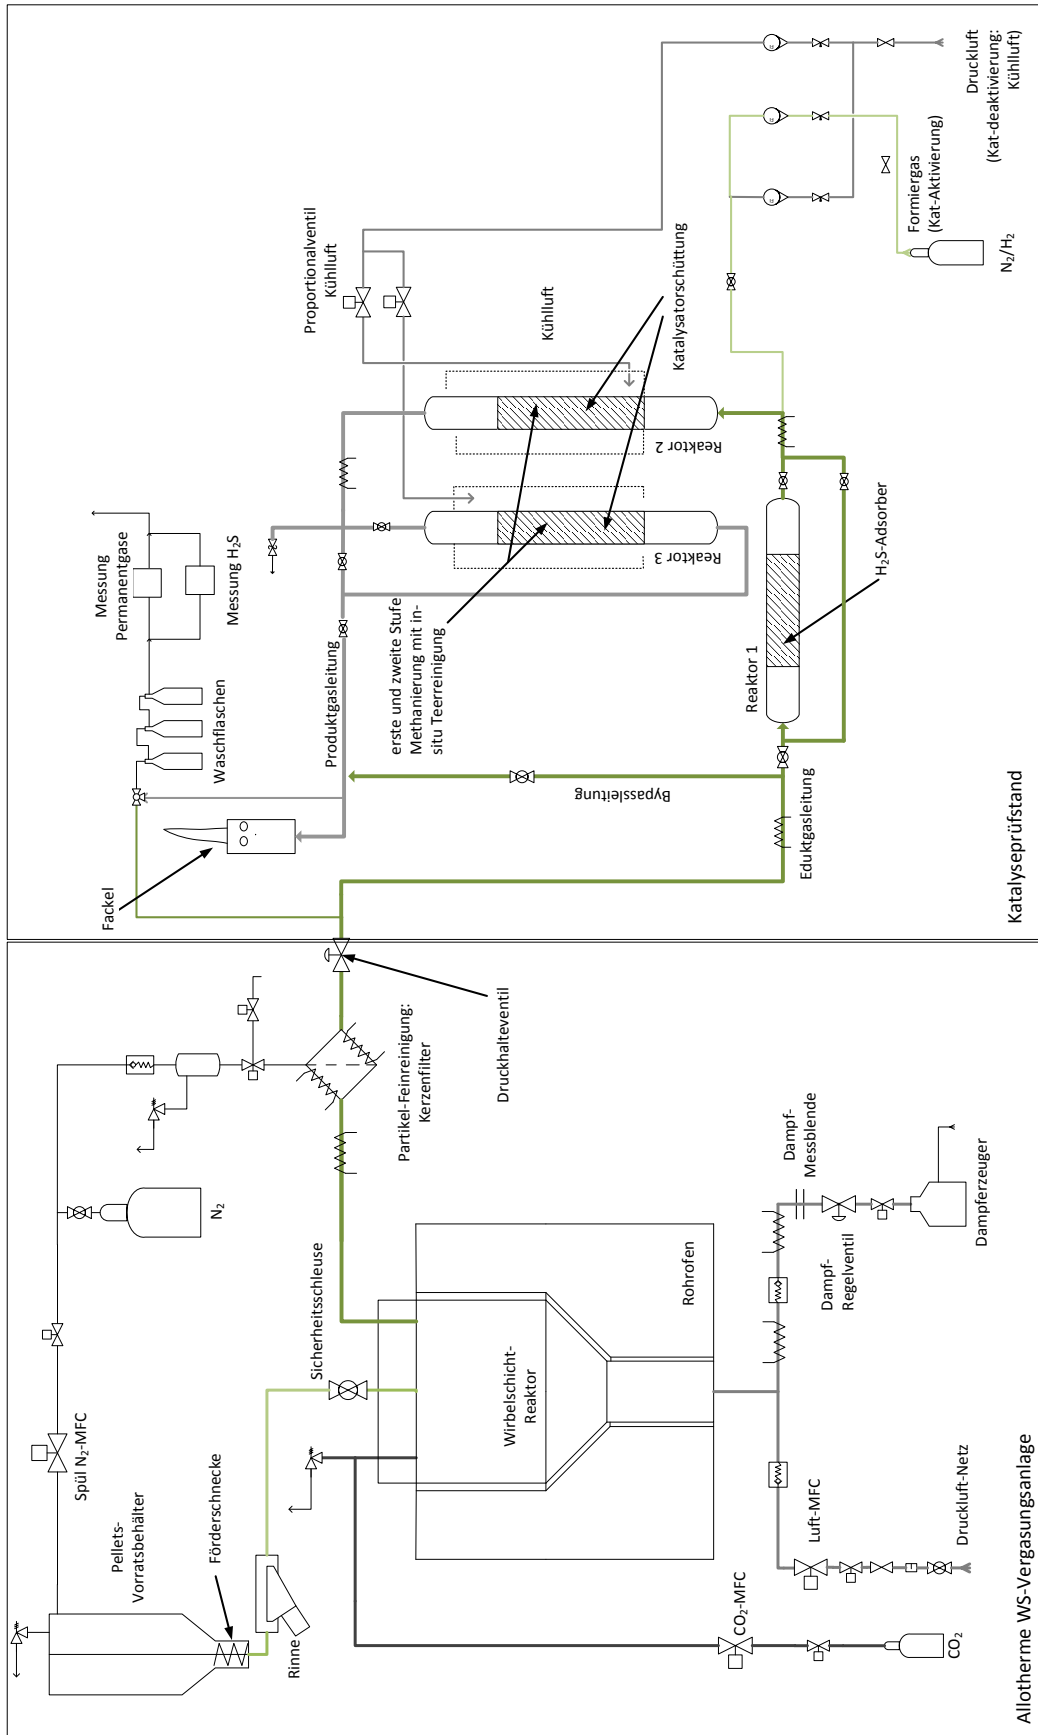 Pellets-
Vorratsbehälter
Förderschnecke
Rinne
Spül N₂-MFC
N₂
Sicherheitsschleuse
Partikel-Feinreinigung:
Kerzenfilter
Druckhalteventil
Wirbelschicht-
Reaktor
Rohrofen
CO₂-MFC
CO₂
Luft-MFC
Druckluft-Netz
Dampf-
Messblende
Dampf-
Regelventil
Dampferzeuger
Allotherme WS-Vergasungsanlage
Fackel
Waschflaschen
Messung
Permanentgase
Messung H₂S
Produktgasleitung
Bypassleitung
Eduktgasleitung
erste und zweite Stufe
Methanierung mit in-
situ Teerreinigung
Reaktor 1
H₂S-Adsorber
Reaktor 3
Reaktor 2
Proportionalventil
Kühlluft
Kühlluft
Katalysatorschüttung
Formiergas
(Kat-Aktivierung)
N₂/H₂
Druckluft
(Kat-deaktivierung:
Kühlluft)
Katalyseprüfstand